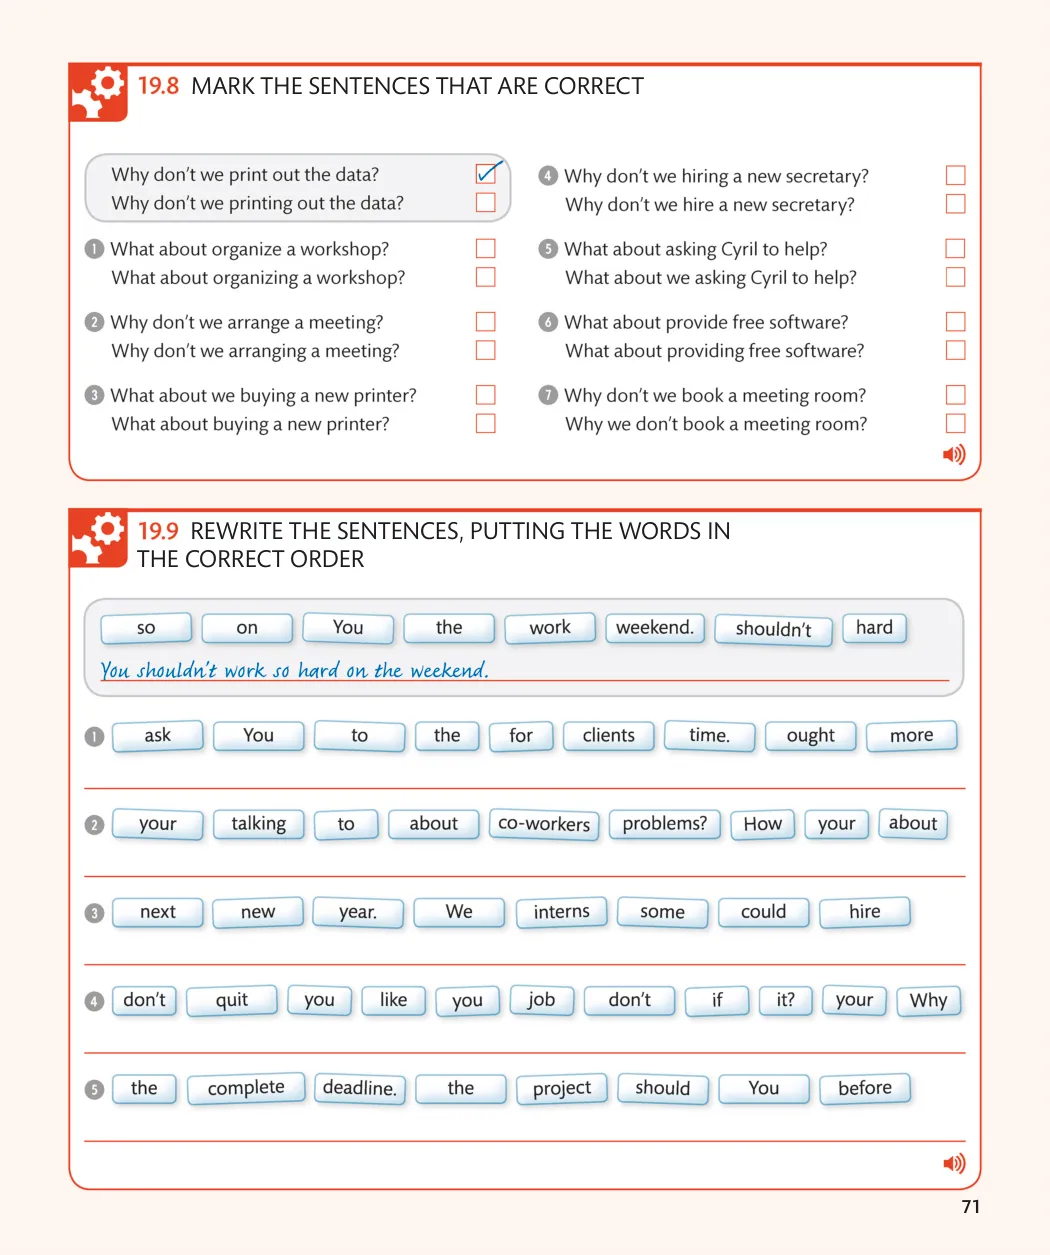 19.8 MARK THE SENTENCES THAT ARE CORRECT
Why don't we print out the data?
Why don't we printing out the data?
1 What about organize a workshop?
What about organizing a workshop?
2 Why don't we arrange a meeting?
Why don't we arranging a meeting?
3 What about we buying a new printer?
What about buying a new printer?
4 Why don't we hiring a new secretary?
Why don't we hire a new secretary?
5 What about asking Cyril to help?
What about we asking Cyril to help?
6 What about provide free software?
What about providing free software?
7 Why don't we book a meeting room?
Why we don't book a meeting room?
19.9 REWRITE THE SENTENCES, PUTTING THE WORDS IN
THE CORRECT ORDER
so on You the work weekend. shouldn't hard
You shouldn't work so hard on the weekend.
1 ask You to the for clients time. ought more
2 your talking to about co-workers problems? How your about
3 next new year. We interns some could hire
4 don't quit you like you job don't if it? your Why
5 the complete deadline. the project should You before
71